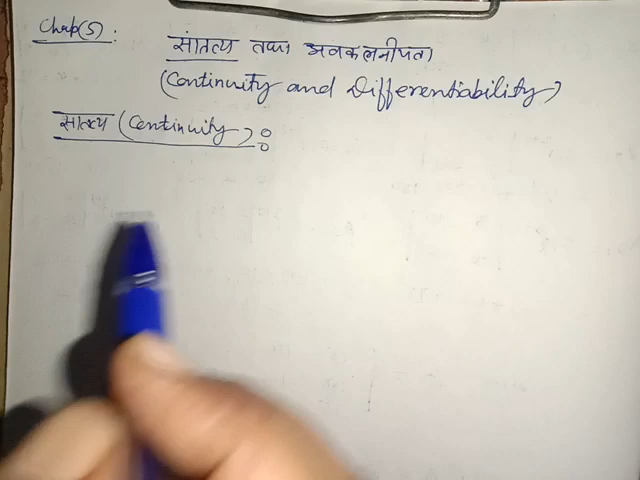 Chap(5) :
सांतत्य तथा अवकलनीयता
(Continuity and Differentiability)
सातत्य (Continuity) :